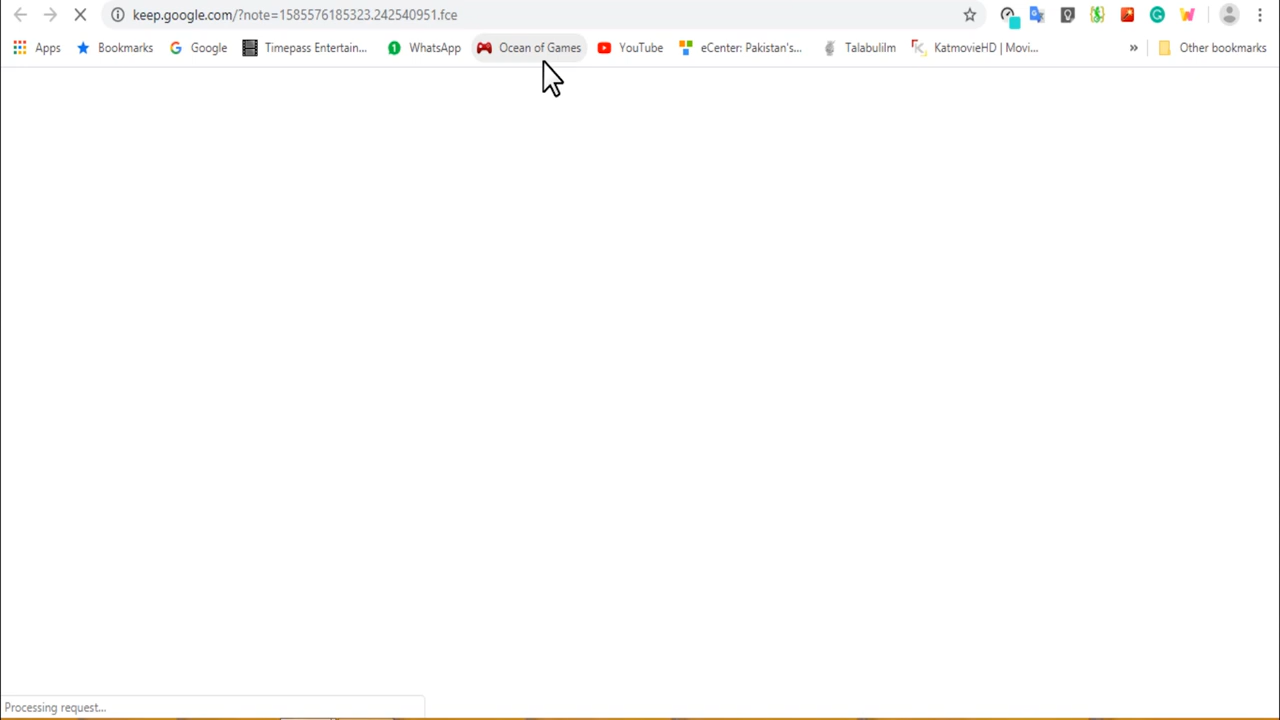 keep.google.com/?note=1585576185323.242540951.fce
Apps Bookmarks Google Timepass Entertain... WhatsApp Ocean of Games YouTube eCenter: Pakistan's... Talabulilm KatmovieHD | Movi... » Other bookmarks
Processing request...